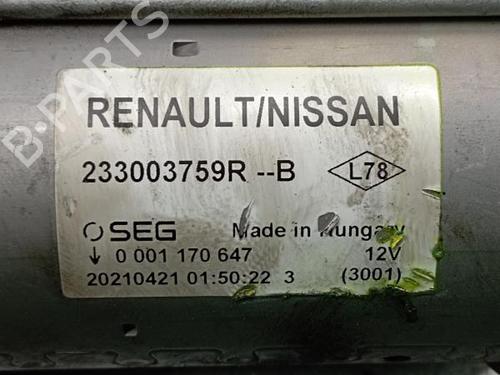 B-PARTS
RENAULT/NISSAN
233003759R --B
L78
SEG Made in Hungary
↓ 0 001 170 647 12V
20210421 01:50:22 3 (3001)